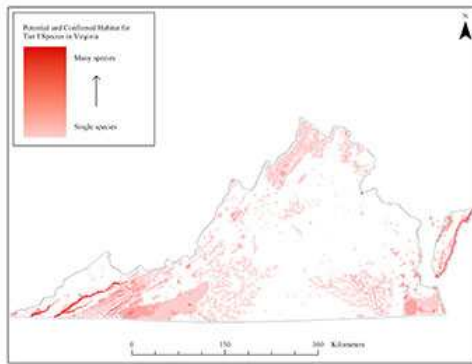 Potential and Confirmed Habitat for
Tier I Species in Virginia
Many species
Single species
N
0
150
300
Kilometers